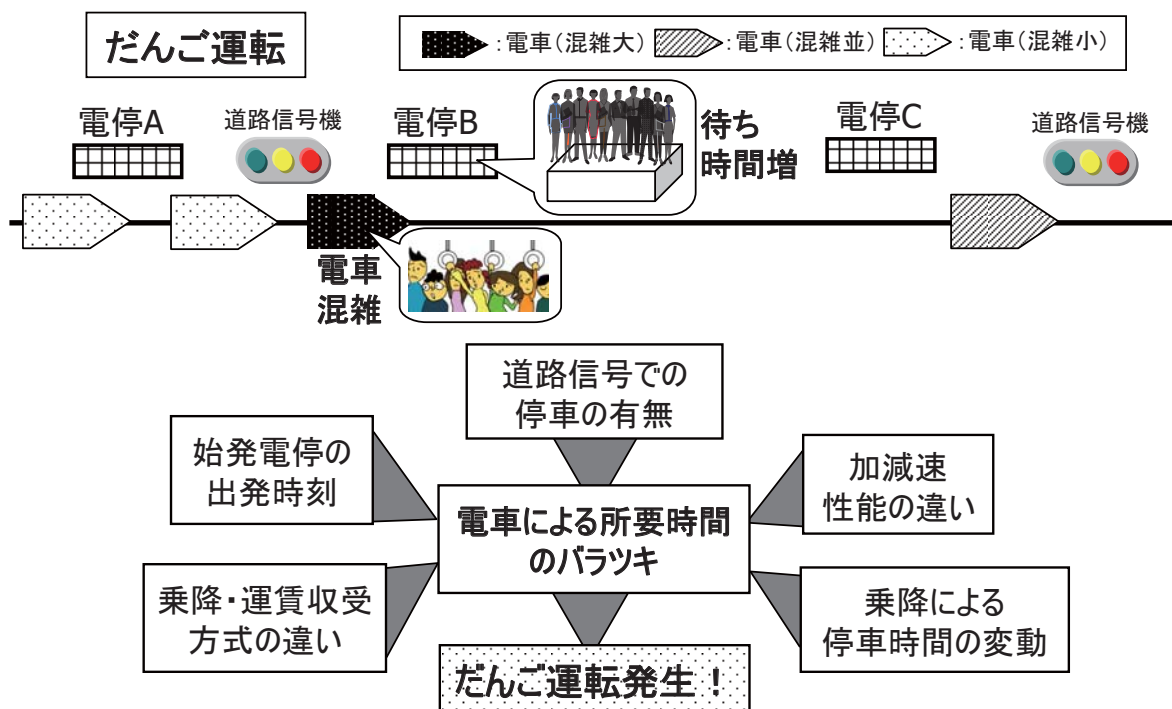 だんご運転
:電車(混雑大) :電車(混雑並) :電車(混雑小)
電停A
道路信号機
電停B
待ち
時間増
電停C
道路信号機
電車
混雑
道路信号での
停車の有無
始発電停の
出発時刻
加減速
性能の違い
電車による所要時間
のバラツキ
乗降・運賃収受
方式の違い
乗降による
停車時間の変動
だんご運転発生！